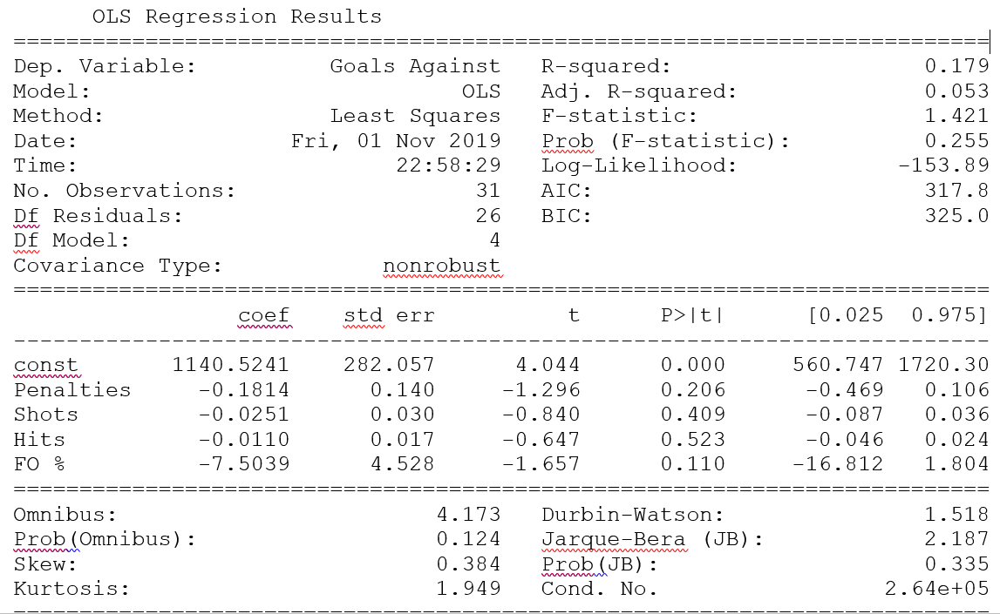 OLS Regression Results
==========================================================================
Dep. Variable: Goals Against R-squared: 0.179
Model: OLS Adj. R-squared: 0.053
Method: Least Squares F-statistic: 1.421
Date: Fri, 01 Nov 2019 Prob (F-statistic): 0.255
Time: 22:58:29 Log-Likelihood: -153.89
No. Observations: 31 AIC: 317.8
Df Residuals: 26 BIC: 325.0
Df Model: 4
Covariance Type: nonrobust
==========================================================================
coef std err t P>|t| [0.025 0.975]
--------------------------------------------------------------------------
const 1140.5241 282.057 4.044 0.000 560.747 1720.30
Penalties -0.1814 0.140 -1.296 0.206 -0.469 0.106
Shots -0.0251 0.030 -0.840 0.409 -0.087 0.036
Hits -0.0110 0.017 -0.647 0.523 -0.046 0.024
FO % -7.5039 4.528 -1.657 0.110 -16.812 1.804
==========================================================================
Omnibus: 4.173 Durbin-Watson: 1.518
Prob(Omnibus): 0.124 Jarque-Bera (JB): 2.187
Skew: 0.384 Prob(JB): 0.335
Kurtosis: 1.949 Cond. No. 2.64e+05
==========================================================================